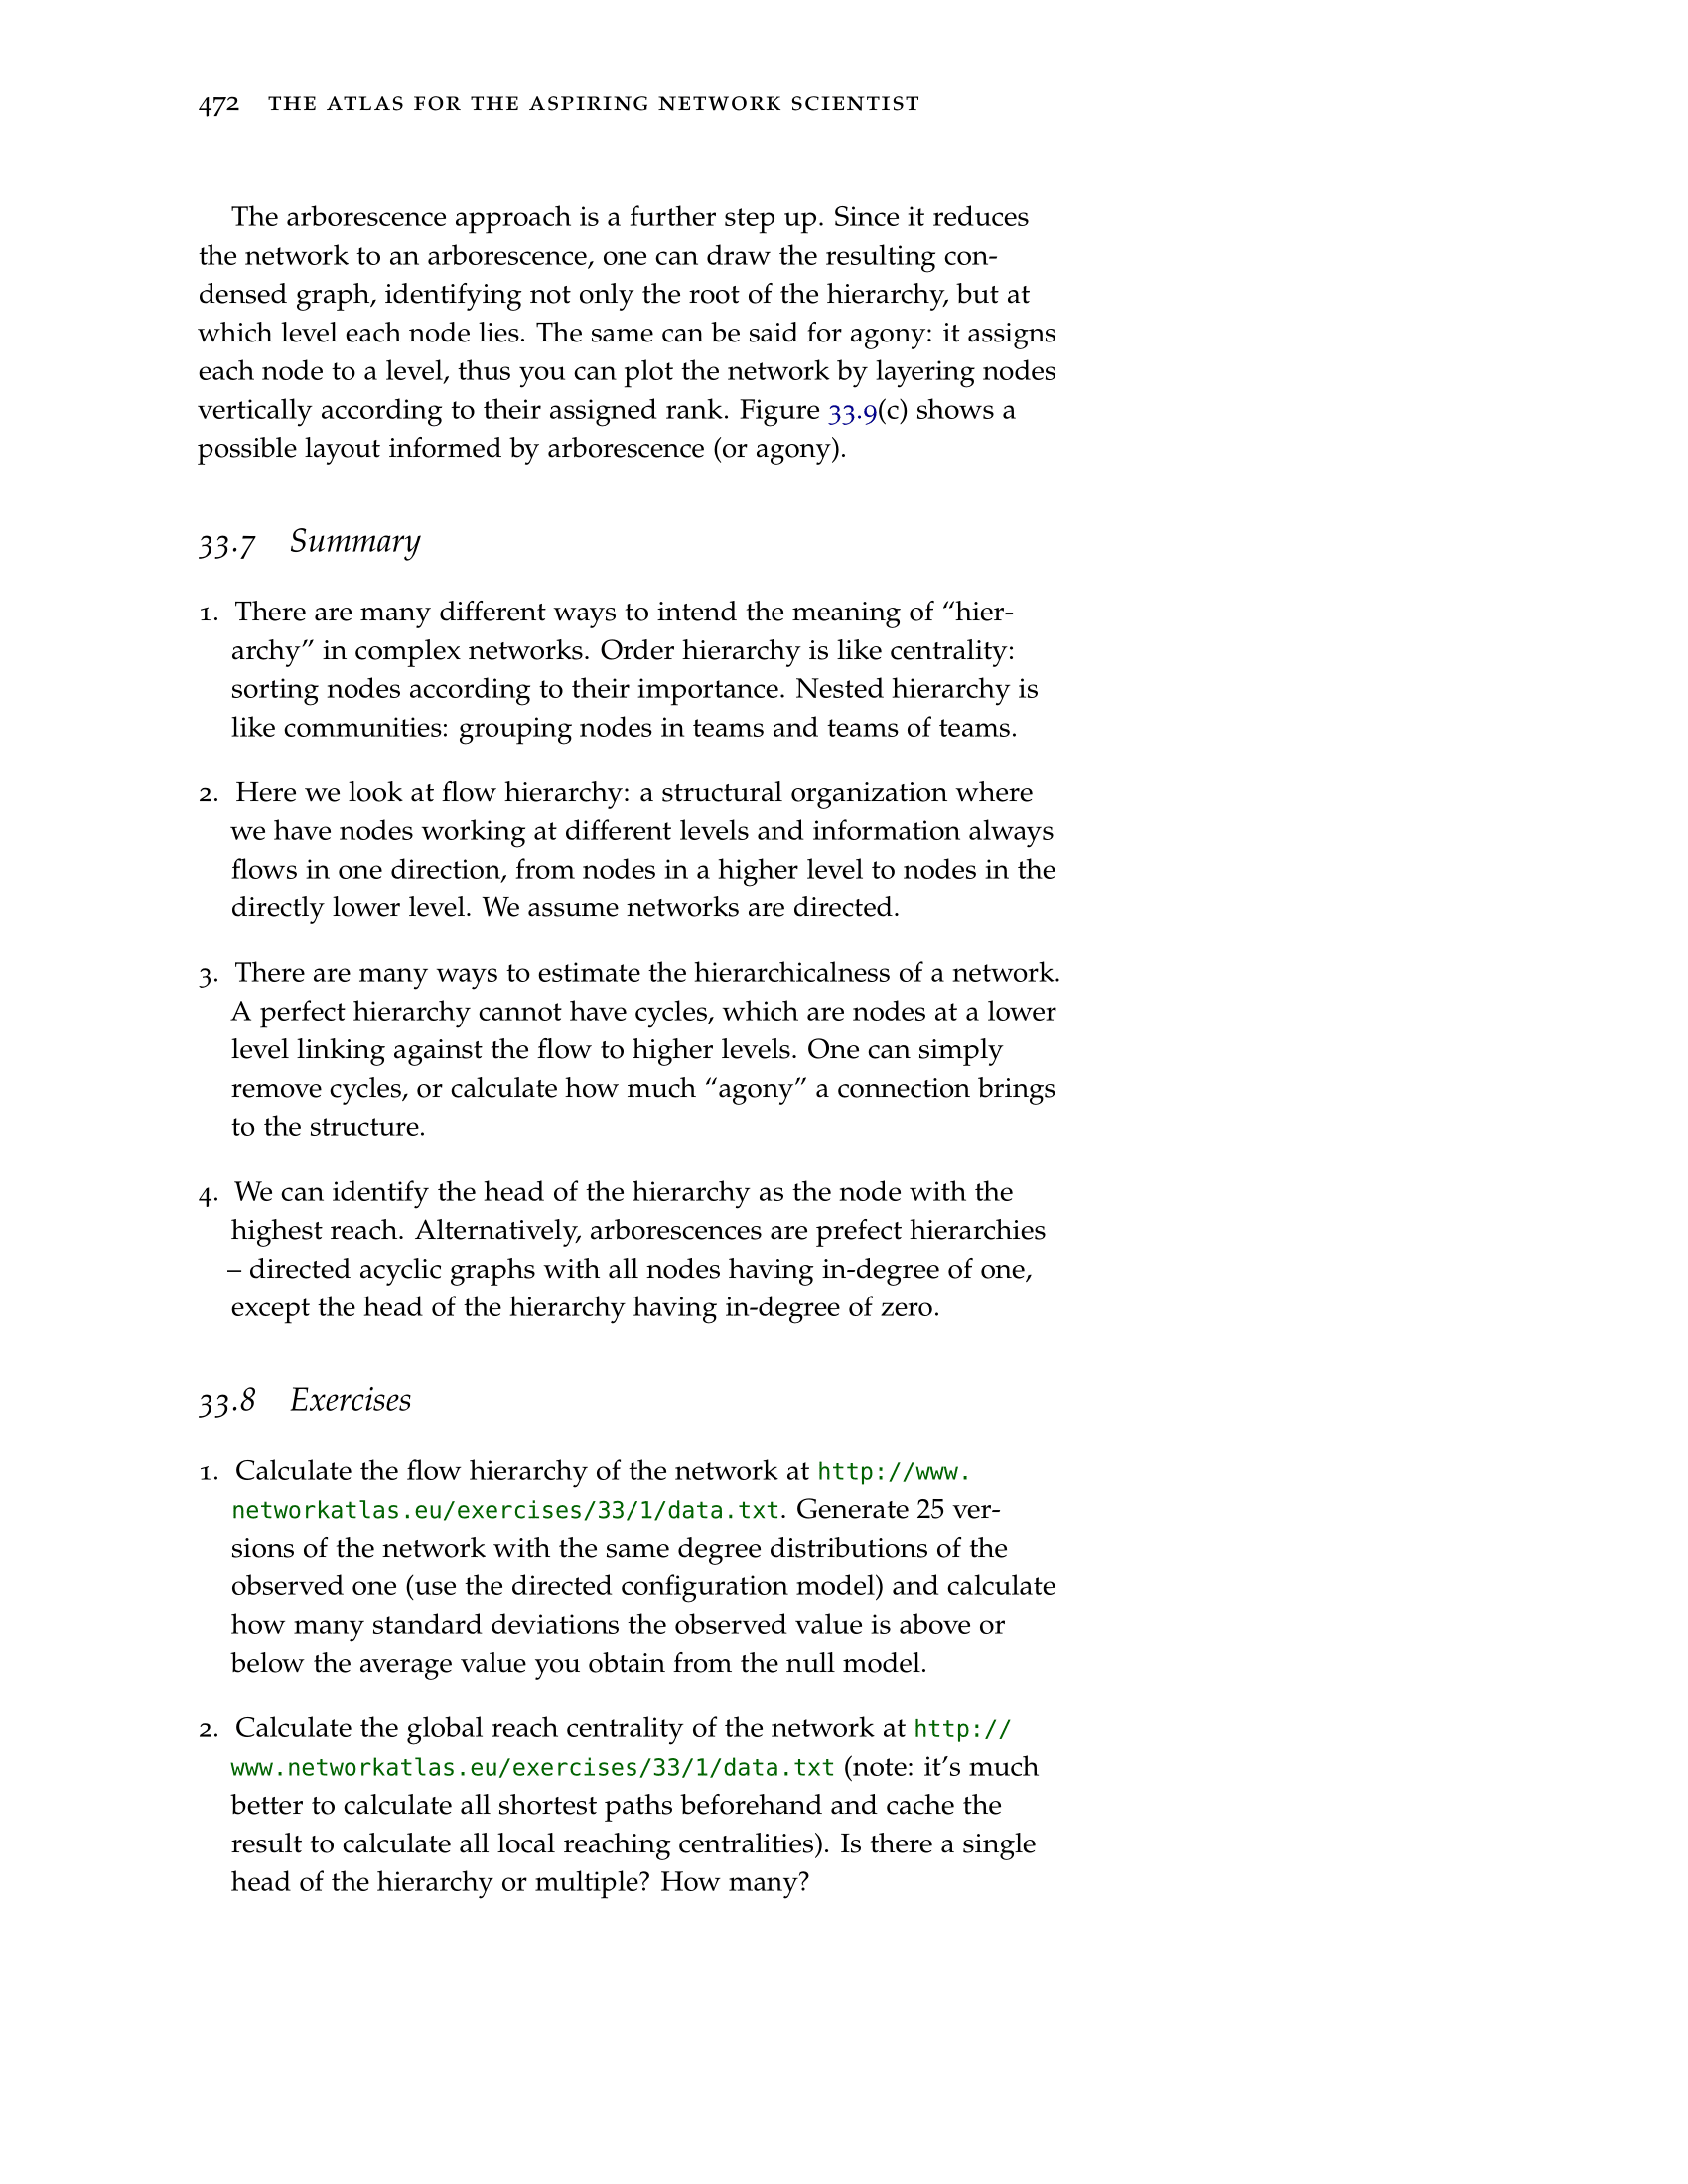 472 THE ATLAS FOR THE ASPIRING NETWORK SCIENTIST
The arborescence approach is a further step up. Since it reduces
the network to an arborescence, one can draw the resulting con-
densed graph, identifying not only the root of the hierarchy, but at
which level each node lies. The same can be said for agony: it assigns
each node to a level, thus you can plot the network by layering nodes
vertically according to their assigned rank. Figure 33.9(c) shows a
possible layout informed by arborescence (or agony).
33.7 Summary
1. There are many different ways to intend the meaning of “hier-
archy” in complex networks. Order hierarchy is like centrality:
sorting nodes according to their importance. Nested hierarchy is
like communities: grouping nodes in teams and teams of teams.
2. Here we look at flow hierarchy: a structural organization where
we have nodes working at different levels and information always
flows in one direction, from nodes in a higher level to nodes in the
directly lower level. We assume networks are directed.
3. There are many ways to estimate the hierarchicalness of a network.
A perfect hierarchy cannot have cycles, which are nodes at a lower
level linking against the flow to higher levels. One can simply
remove cycles, or calculate how much “agony” a connection brings
to the structure.
4. We can identify the head of the hierarchy as the node with the
highest reach. Alternatively, arborescences are prefect hierarchies
– directed acyclic graphs with all nodes having in-degree of one,
except the head of the hierarchy having in-degree of zero.
33.8 Exercises
1. Calculate the flow hierarchy of the network at http://www.
networkatlas.eu/exercises/33/1/data.txt. Generate 25 ver-
sions of the network with the same degree distributions of the
observed one (use the directed configuration model) and calculate
how many standard deviations the observed value is above or
below the average value you obtain from the null model.
2. Calculate the global reach centrality of the network at http://
www.networkatlas.eu/exercises/33/1/data.txt (note: it’s much
better to calculate all shortest paths beforehand and cache the
result to calculate all local reaching centralities). Is there a single
head of the hierarchy or multiple? How many?